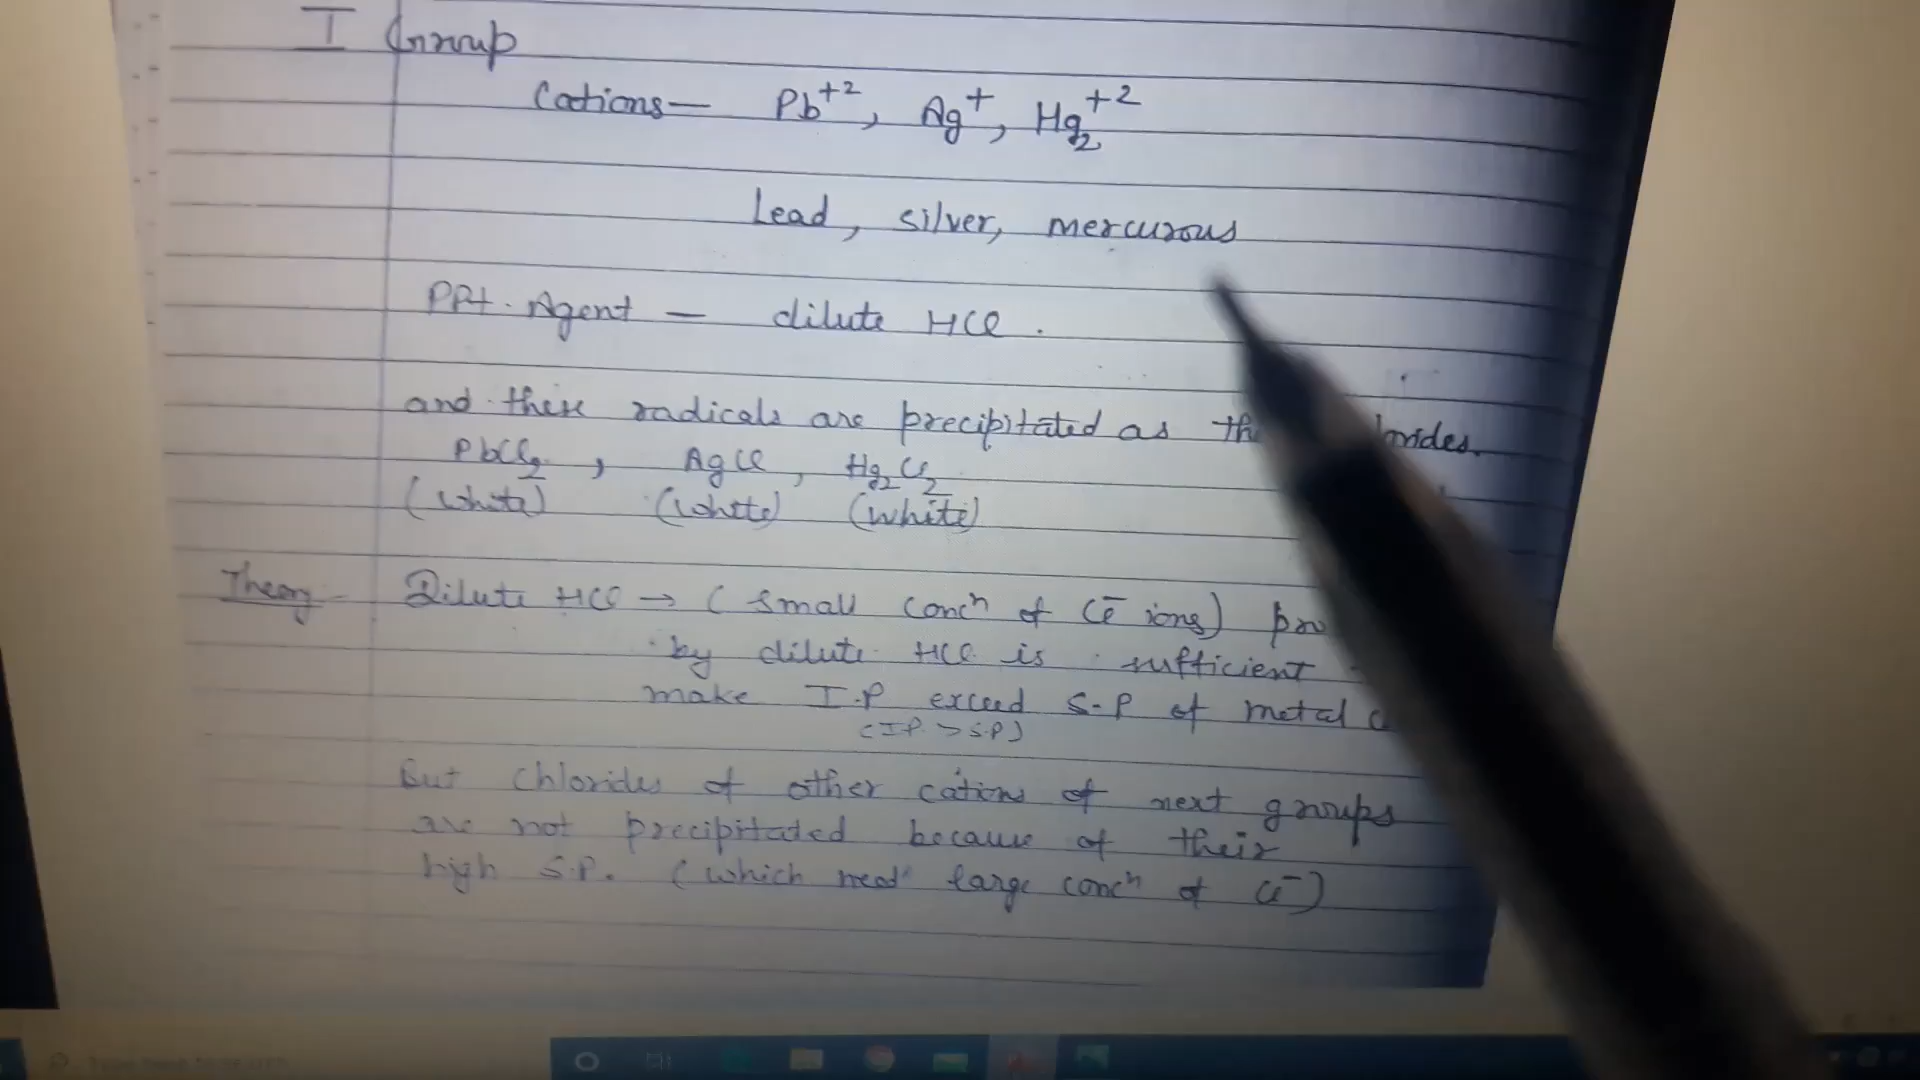 I Group
Cations — Pb+2, Ag+, Hg2+2
Lead, silver, mercurous
PPt. Agent — dilute HCl.
and these radicals are precipitated as
PbCl2, AgCl, Hg2Cl2
(white) (white) (white)
Theory - Dilute HCl → (Small concn of Cl- ions)
by dilute HCl is sufficient
make I.P exceed S.P of metal
(I.P. > S.P)
But chlorides of other cations of next groups
are not precipitated because of their
high S.P. (which need large concn of Cl-)